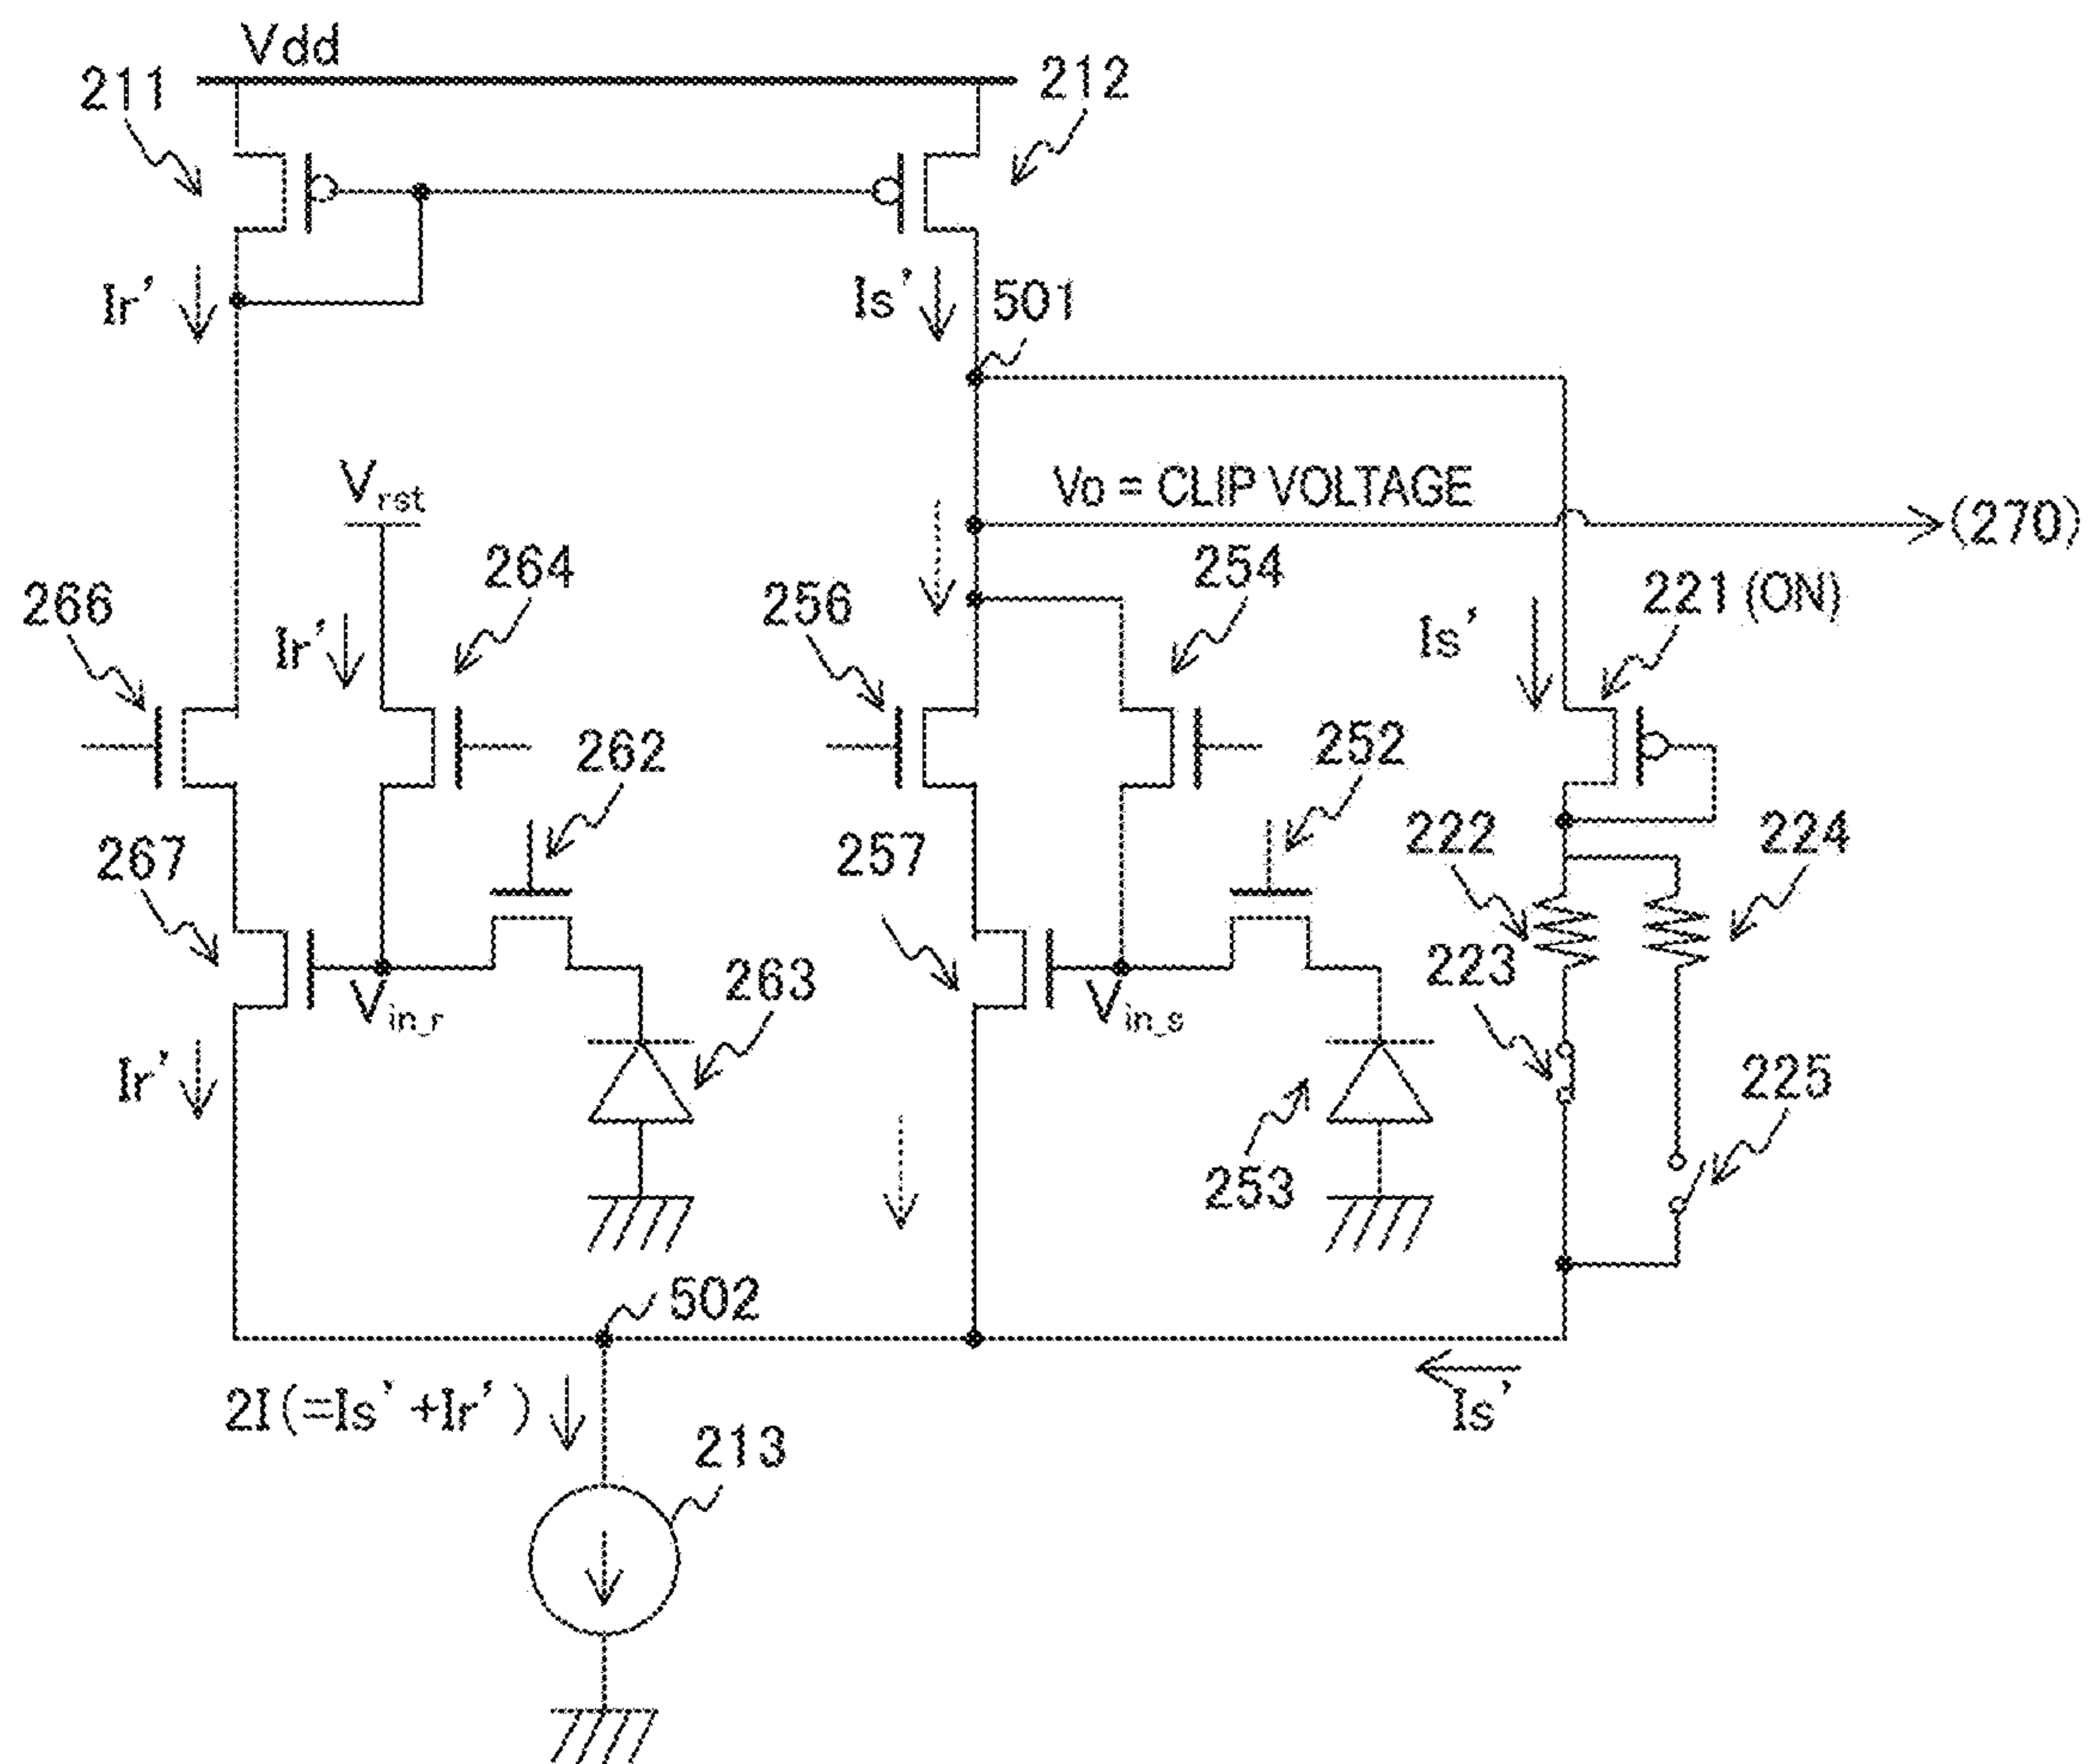 Vdd
211
212
Ir'
Is'
501
Vrst
Vo = CLIP VOLTAGE
(270)
266
264
256
254
221 (ON)
Ir'
Is'
262
252
267
257
222
224
263
223
Vin_r
Vin_s
Ir'
225
253
502
2I(=Is'+Ir')
Is'
213